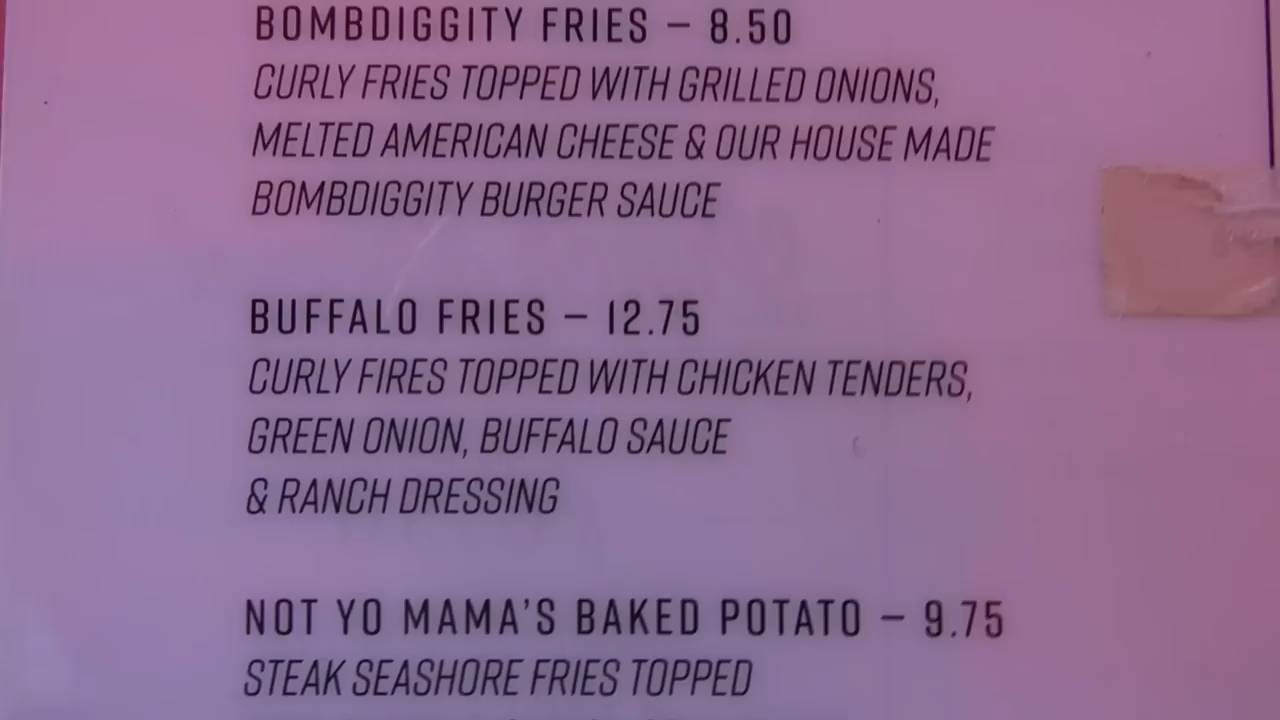 BOMBDIGGITY FRIES – 8.50
CURLY FRIES TOPPED WITH GRILLED ONIONS,
MELTED AMERICAN CHEESE & OUR HOUSE MADE
BOMBDIGGITY BURGER SAUCE
BUFFALO FRIES – 12.75
CURLY FIRES TOPPED WITH CHICKEN TENDERS,
GREEN ONION, BUFFALO SAUCE
& RANCH DRESSING
NOT YO MAMA'S BAKED POTATO – 9.75
STEAK SEASHORE FRIES TOPPED